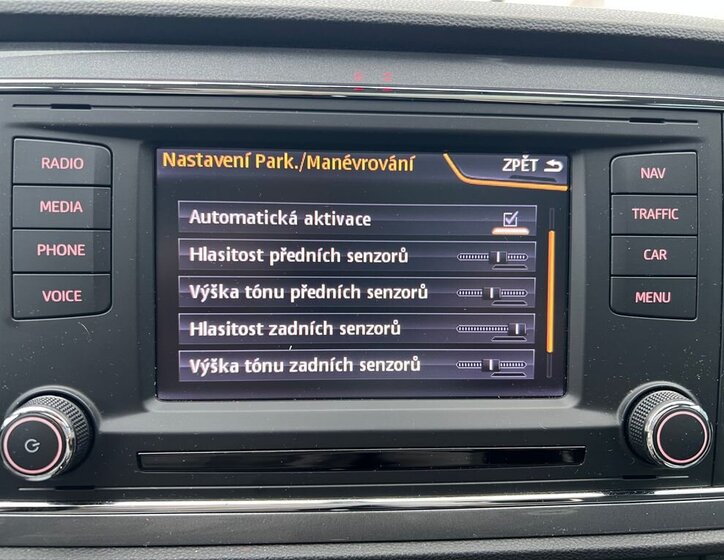 RADIO
MEDIA
PHONE
VOICE
Nastavení Park./Manévrování
ZPĚT
Automatická aktivace
Hlasitost předních senzorů
Výška tónu předních senzorů
Hlasitost zadních senzorů
Výška tónu zadních senzorů
NAV
TRAFFIC
CAR
MENU